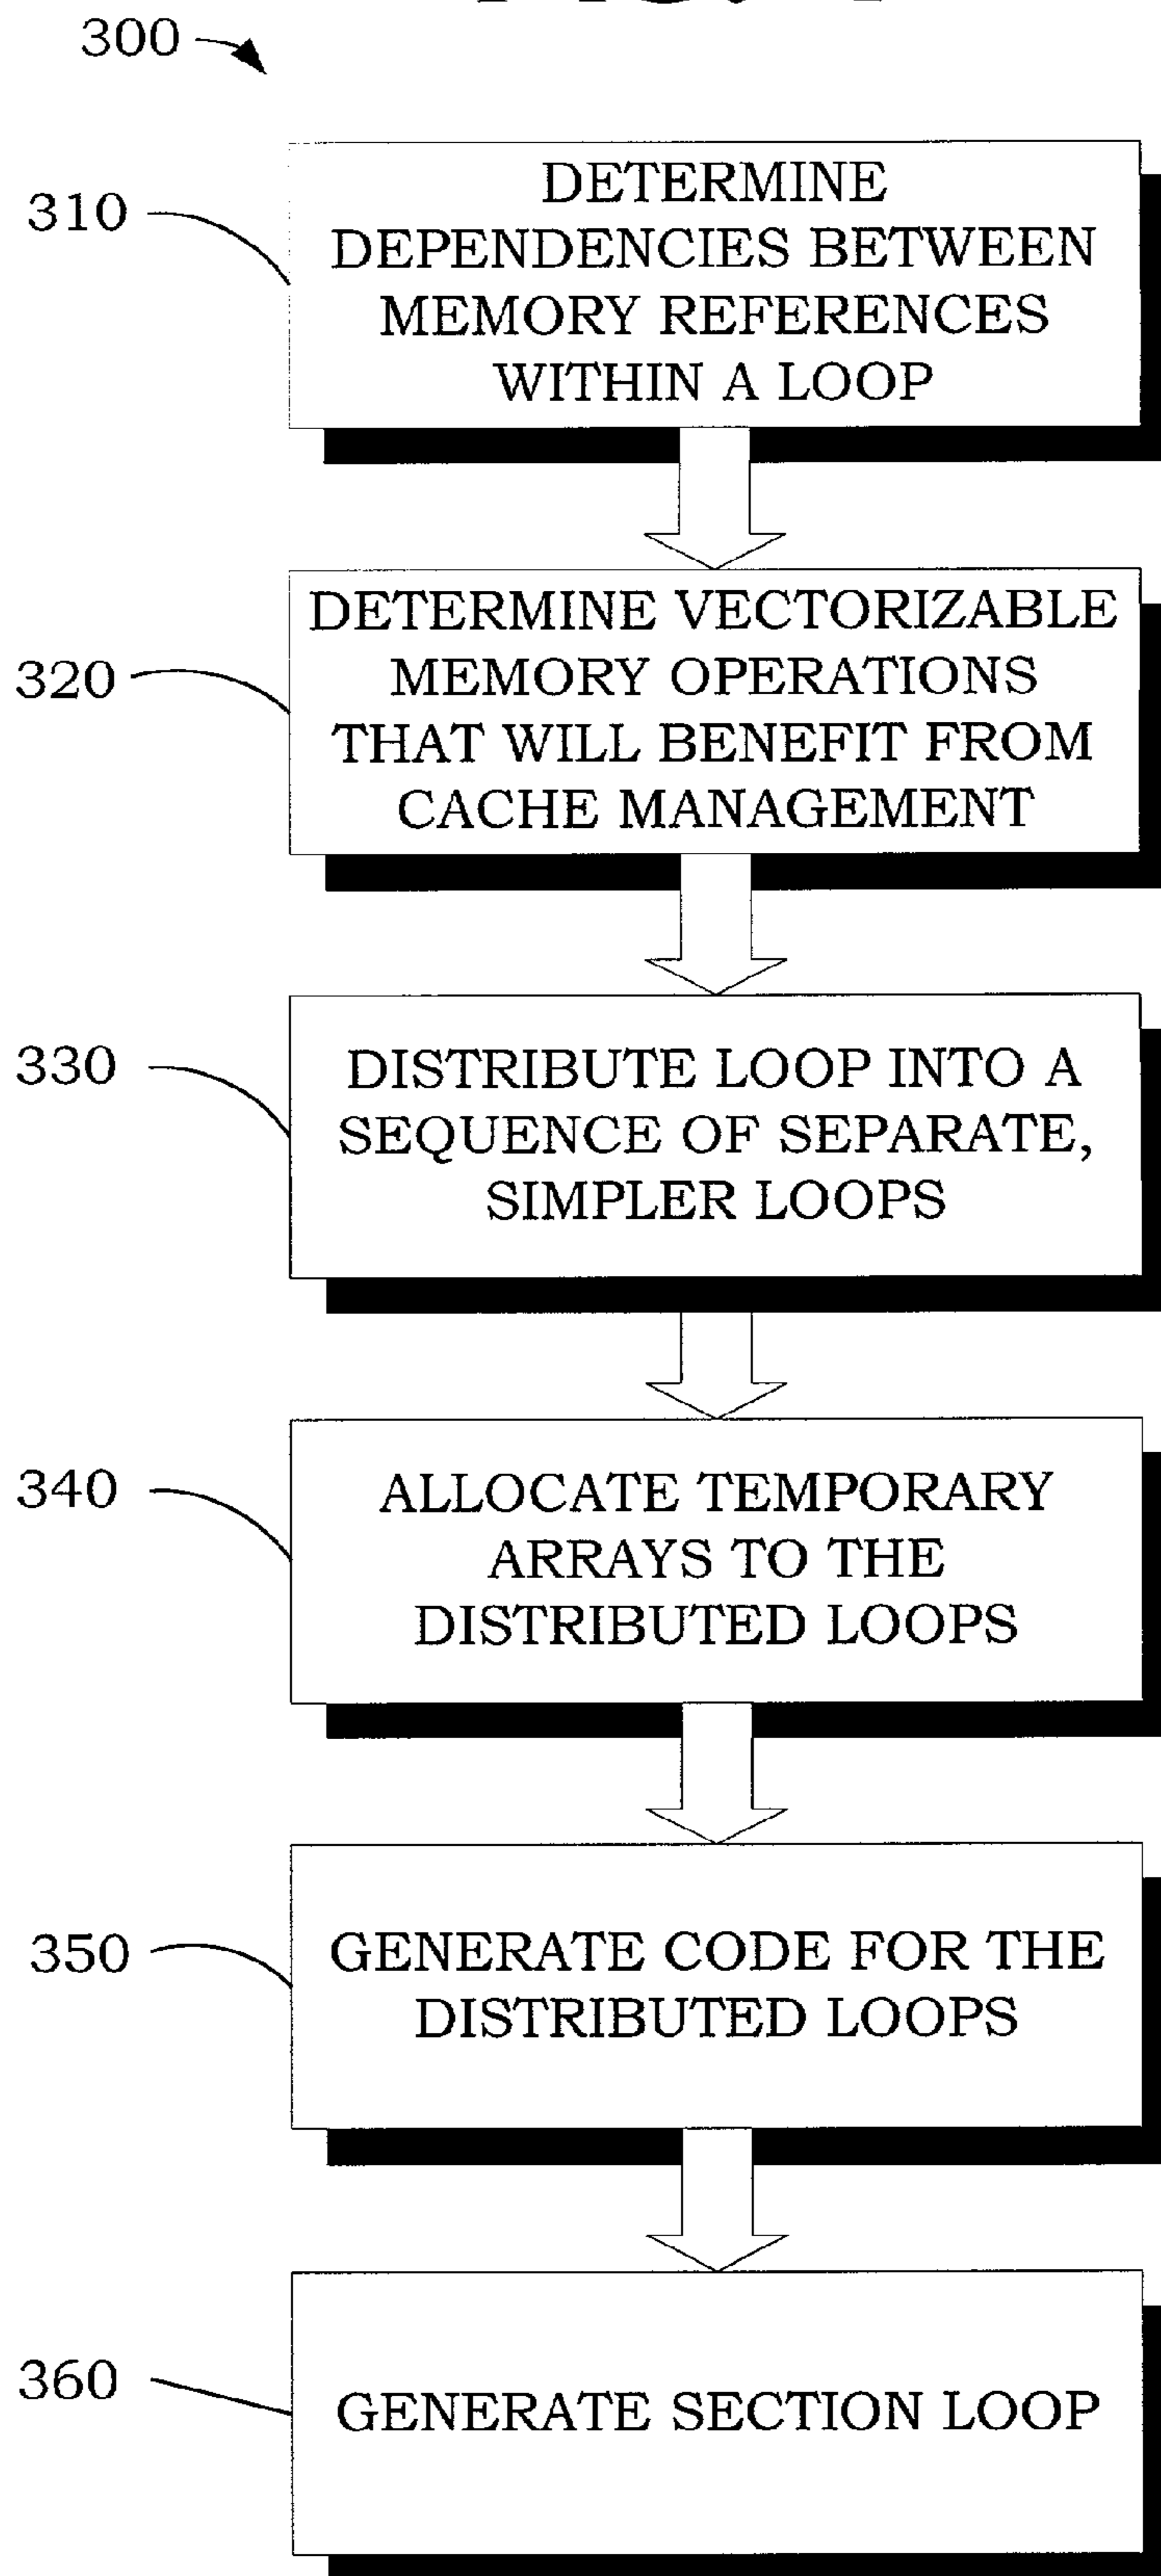 300
310
DETERMINE
DEPENDENCIES BETWEEN
MEMORY REFERENCES
WITHIN A LOOP
320
DETERMINE VECTORIZABLE
MEMORY OPERATIONS
THAT WILL BENEFIT FROM
CACHE MANAGEMENT
330
DISTRIBUTE LOOP INTO A
SEQUENCE OF SEPARATE,
SIMPLER LOOPS
340
ALLOCATE TEMPORARY
ARRAYS TO THE
DISTRIBUTED LOOPS
350
GENERATE CODE FOR THE
DISTRIBUTED LOOPS
360
GENERATE SECTION LOOP